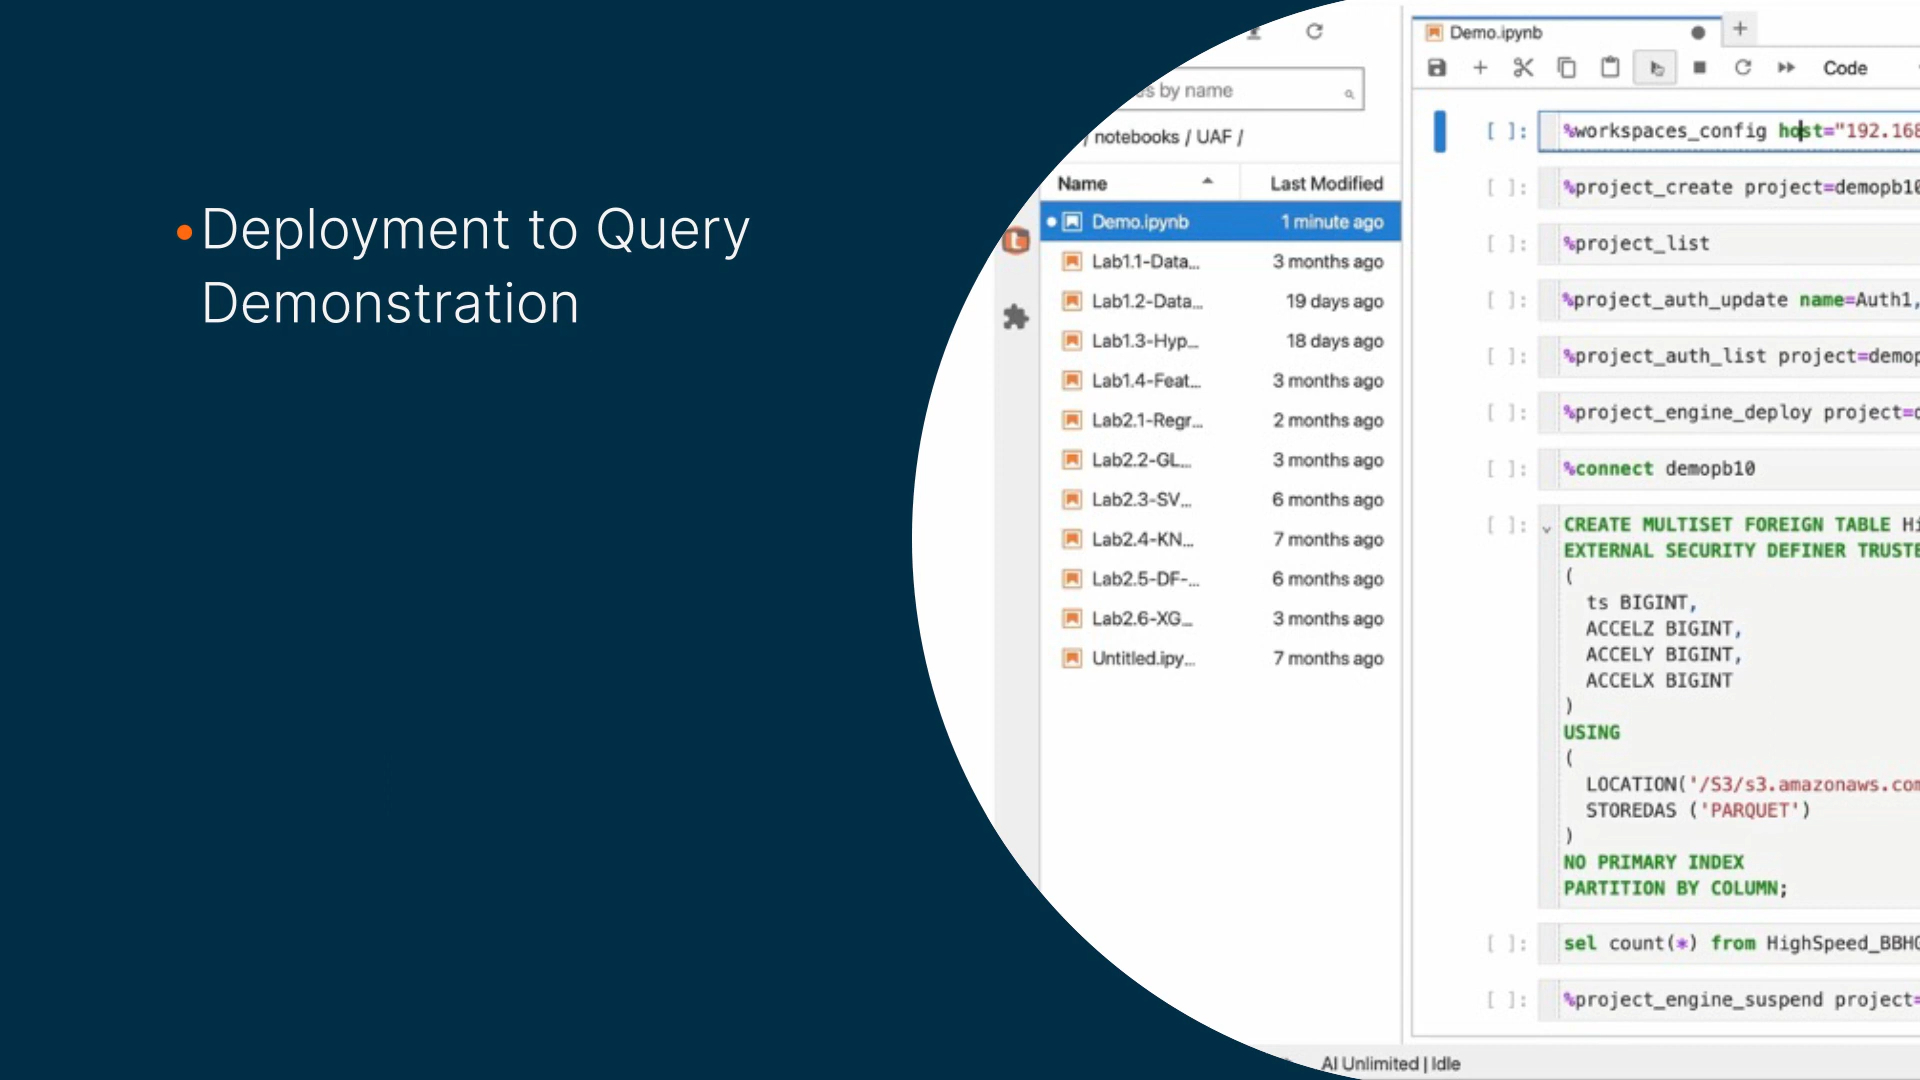 •Deployment to Query
Demonstration
by name
/ notebooks / UAF /
Name Last Modified
Demo.ipynb 1 minute ago
Lab1.1-Data... 3 months ago
Lab1.2-Data... 19 days ago
Lab1.3-Hyp... 18 days ago
Lab1.4-Feat... 3 months ago
Lab2.1-Regr... 2 months ago
Lab2.2-GL... 3 months ago
Lab2.3-SV... 6 months ago
Lab2.4-KN... 7 months ago
Lab2.5-DF-... 6 months ago
Lab2.6-XG... 3 months ago
Untitled.ipy... 7 months ago
Demo.ipynb
Code
[ ]: %workspaces_config host="192.168
[ ]: %project_create project=demopb10
[ ]: %project_list
[ ]: %project_auth_update name=Auth1,
[ ]: %project_auth_list project=demop
[ ]: %project_engine_deploy project=d
[ ]: %connect demopb10
[ ]: CREATE MULTISET FOREIGN TABLE Hi
EXTERNAL SECURITY DEFINER TRUSTE
(
ts BIGINT,
ACCELZ BIGINT,
ACCELY BIGINT,
ACCELX BIGINT
)
USING
(
LOCATION('/S3/s3.amazonaws.com
STOREDAS ('PARQUET')
)
NO PRIMARY INDEX
PARTITION BY COLUMN;
[ ]: sel count(*) from HighSpeed_BBHG
[ ]: %project_engine_suspend project=
AI Unlimited | Idle